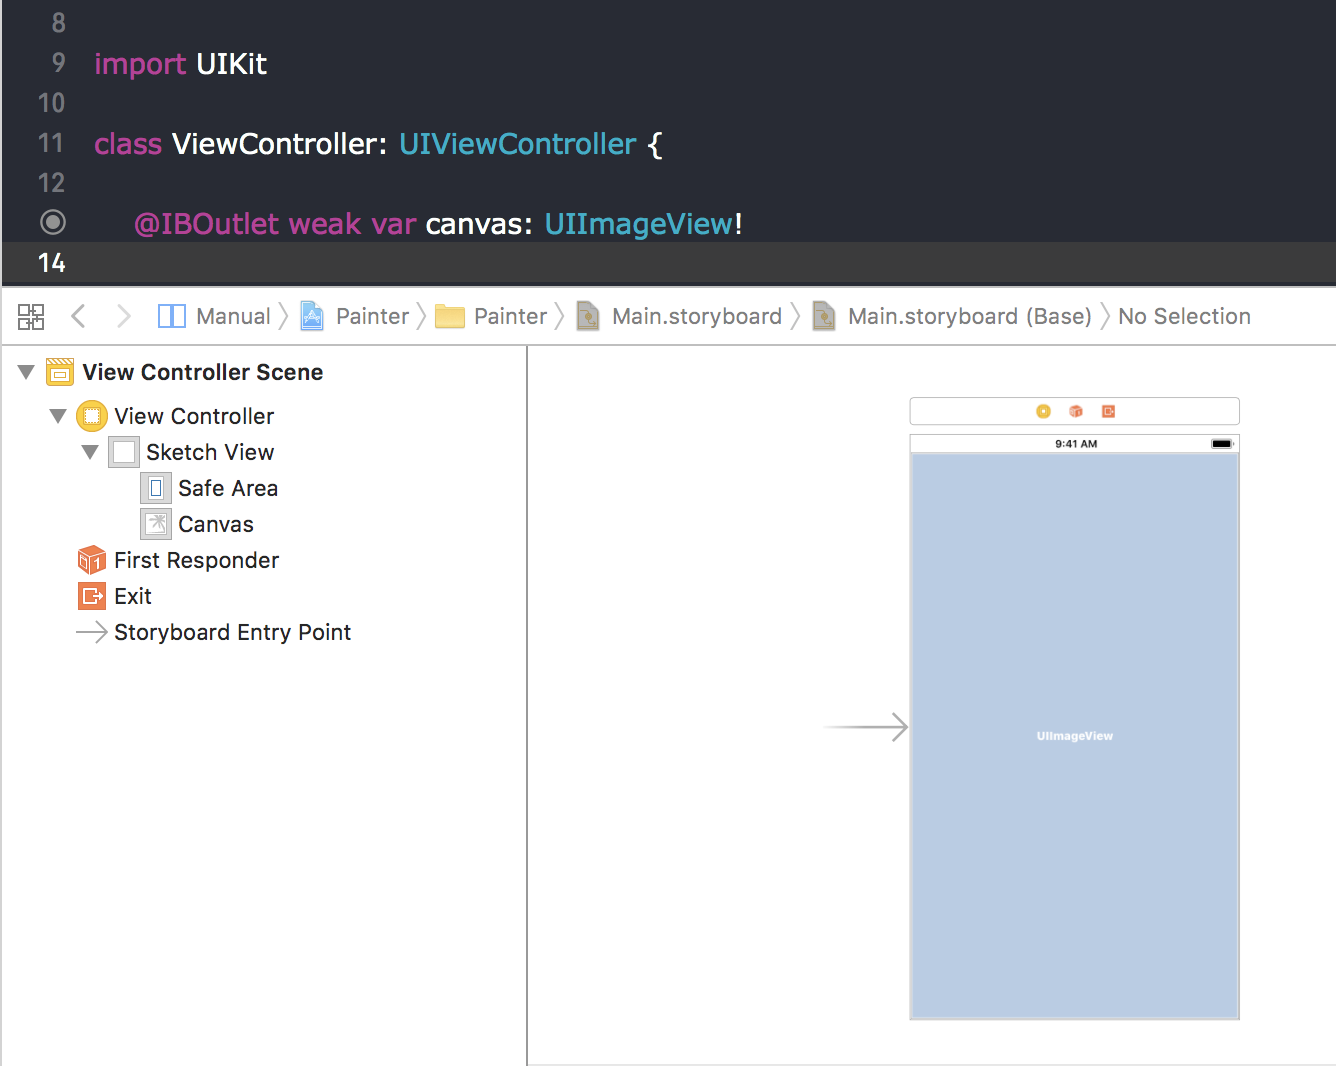 8
9 import UIKit
10
11 class ViewController: UIViewController {
12
@IBOutlet weak var canvas: UIImageView!
14
Manual Painter Painter Main.storyboard Main.storyboard (Base) No Selection
View Controller Scene
View Controller
Sketch View
Safe Area
Canvas
First Responder
Exit
Storyboard Entry Point
9:41 AM
UIImageView